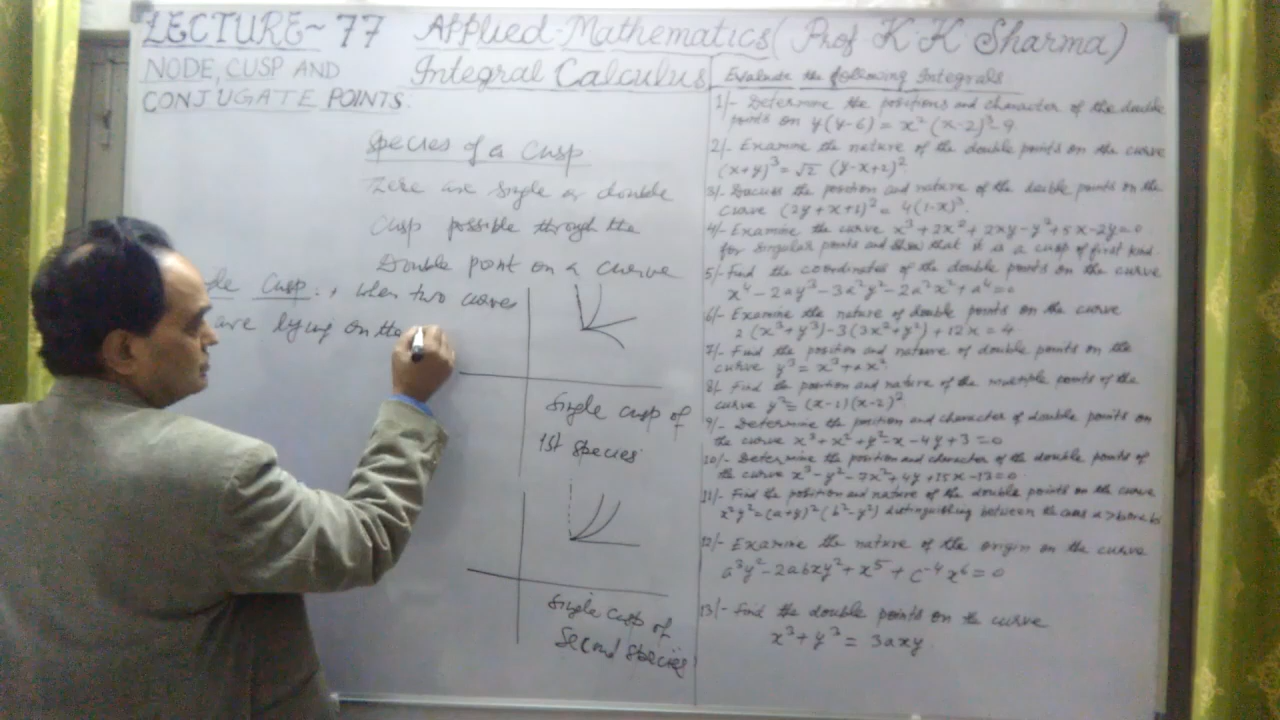 LECTURE~77 Applied-Mathematics (Prof K.K Sharma)
NODE, CUSP AND
CONJUGATE POINTS.
Integral Calculus
Species of a Cusp
There are single or double
Cusp possible through the
Double point on a curve
Cusp. : when two curves
are lying on the
Single cusp of
1st species
Single cusp of
Second species
Evaluate the following Integrals
1/- Determine the positions and character of the double
points on y(y-6) = x²(x-2)³-9.
2/- Examine the nature of the double points on the curve
(x+y)³ = √2 (y-x+2)²
3/- Discuss the position and nature of the double points on the
curve (2y+x+1)² = 4(1-x)⁵.
4/- Examine the curve x³+2x²+2xy-y²+5x-2y=0
for singular points and show that it is a cusp of first kind.
5/- Find the coordinates of the double points on the curve
x⁴-2ay³-3a²y²-2a²x²+a⁴=0
6/- Examine the nature of double points on the curve
2(x³+y³)-3(3x²+y²)+12x=4
7/- Find the position and nature of double points on the
curve y³=x³+ax²
8/- Find the position and nature of the multiple points of the
curve y²=(x-1)(x-2)²
9/- Determine the position and character of double points on
the curve x³+x²+y²-x-4y+3=0
10/- Determine the position and character of the double points of
the curve x³-y²-7x²+4y+15x-13=0
11/- Find the position and nature of the double points on the curve
x²y²=(a+y)²(b²-y²) distinguishing between the cases
12/- Examine the nature of the origin on the curve
x⁵ + c⁻⁴x⁶=0
13/- Find the double points on the curve
x³+y³ = 3axy.